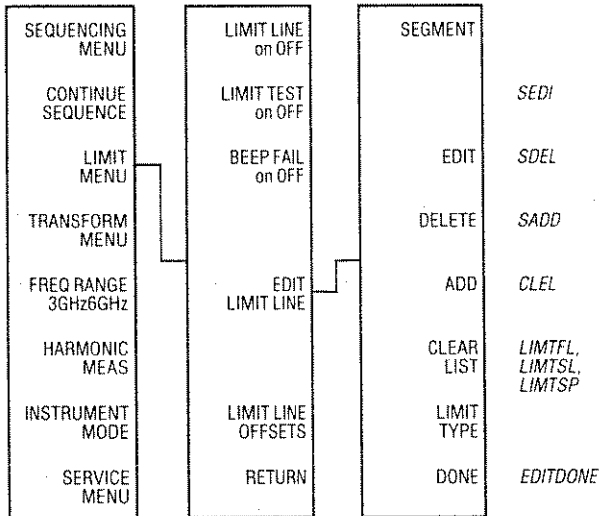 SEQUENCING
MENU
CONTINUE
SEQUENCE
LIMIT
MENU
TRANSFORM
MENU
FREQ RANGE
3GHz6GHz
HARMONIC
MEAS
INSTRUMENT
MODE
SERVICE
MENU
LIMIT LINE
on OFF
LIMIT TEST
on OFF
BEEP FAIL
on OFF
EDIT
LIMIT LINE
LIMIT LINE
OFFSETS
RETURN
SEGMENT
EDIT
DELETE
ADD
CLEAR
LIST
LIMIT
TYPE
DONE
SEDI
SDEL
SADD
CLEL
LIMTFL,
LIMTSL,
LIMTSP
EDITDONE